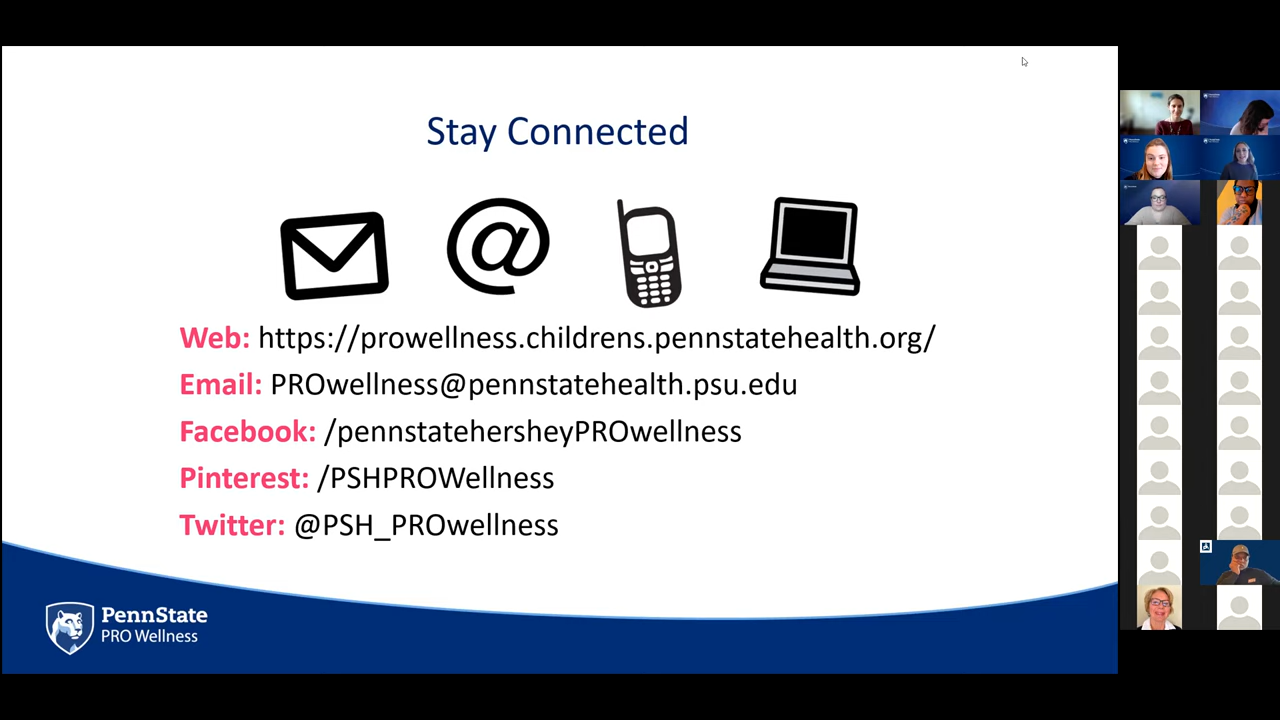 Stay Connected
@
Web: https://prowellness.childrens.pennstatehealth.org/
Email: PROwellness@pennstatehealth.psu.edu
Facebook: /pennstatehersheyPROwellness
Pinterest: /PSHPROWellness
Twitter: @PSH_PROwellness
PennState
PRO Wellness